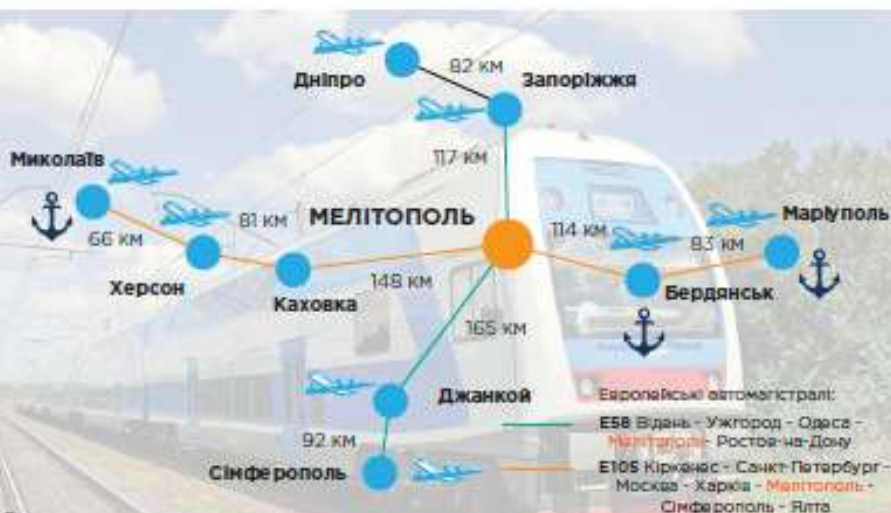 Дніпро
82 км
Запоріжжя
117 км
Миколаїв
66 км
81 км
МЕЛІТОПОЛЬ
114 км
83 км
Маріуполь
Херсон
Каховка
148 км
Бердянськ
165 км
Джанкой
92 км
Сімферополь
Європейські автомагістралі:
E58 Відень - Ужгород - Одеса -
Мелітополь- Ростов-на-Дону
E105 Кіркенес - Санкт-Петербург -
Москва - Харків - Мелітополь -
Сімферополь - Ялта